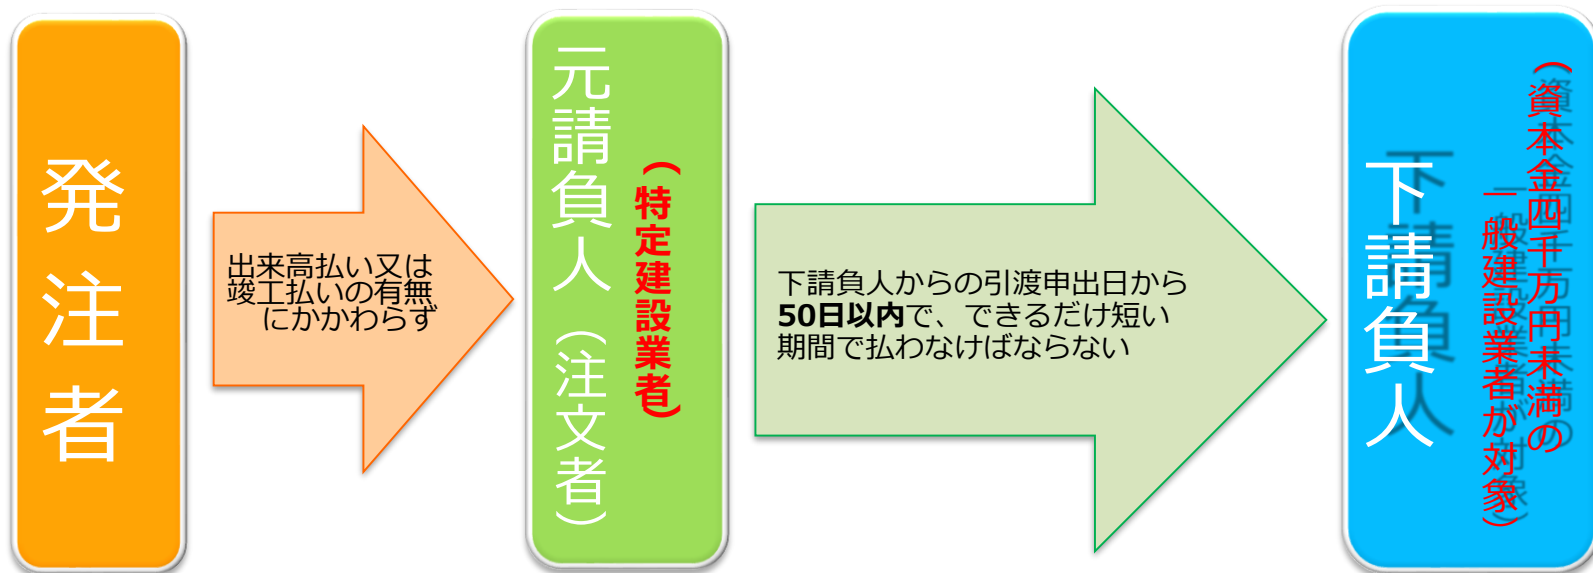 発注者
出来高払い又は
竣工払いの有無
にかかわらず
元請負人（注文者）
（特定建設業者）
下請負人からの引渡申出日から
50日以内で、できるだけ短い
期間で払わなけばならない
下請負人
（資本金四千万円未満の
一般建設業者が対象）